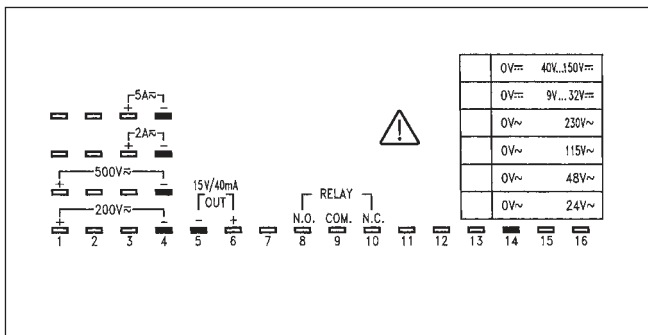 0V⎓ 40V...150V⎓
5A≂
+ -
0V⎓ 9V...32V⎓
2A≂
+ -
0V~ 230V~
500V≂
+ -
15V/40mA
OUT
RELAY
0V~ 115V~
0V~ 48V~
200V≂
+ -
- +
N.O. COM. N.C.
0V~ 24V~
1 2 3 4 5 6 7 8 9 10 11 12 13 14 15 16